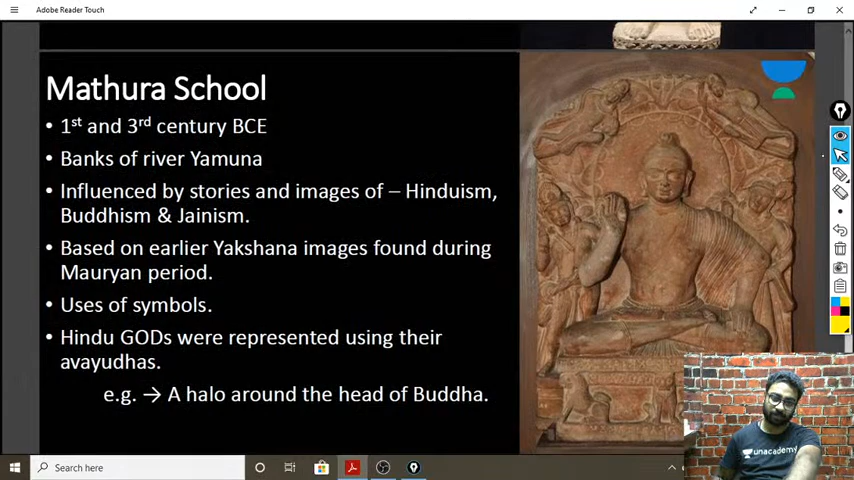 Adobe Reader Touch
Mathura School
• 1st and 3rd century BCE
• Banks of river Yamuna
• Influenced by stories and images of – Hinduism,
Buddhism & Jainism.
• Based on earlier Yakshana images found during
Mauryan period.
• Uses of symbols.
• Hindu GODs were represented using their
avayudhas.
e.g. → A halo around the head of Buddha.
unacademy
Search here